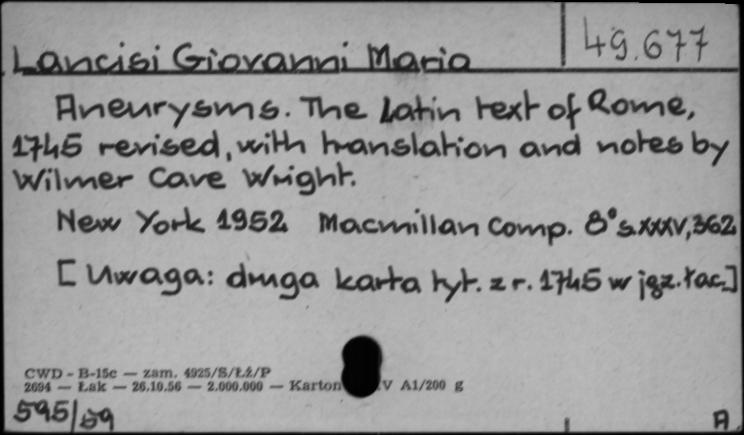 49.677
Lancisi Giovanni Maria
Aneurysms. The Latin text of Rome,
1745 revised, with translation and notes by
Wilmer Cave Wright.
New York 1952 Macmillan Comp. 8° s. XXXV, 362
[Uwaga: druga karta tyt. z r. 1745 w jęz. łac.]
CWD - B-15c — zam. 4925/S/ŁŻ/P
2694 — Łak — 26.10.56 — 2.000.000 — Karton V A1/200 g
595/59
A